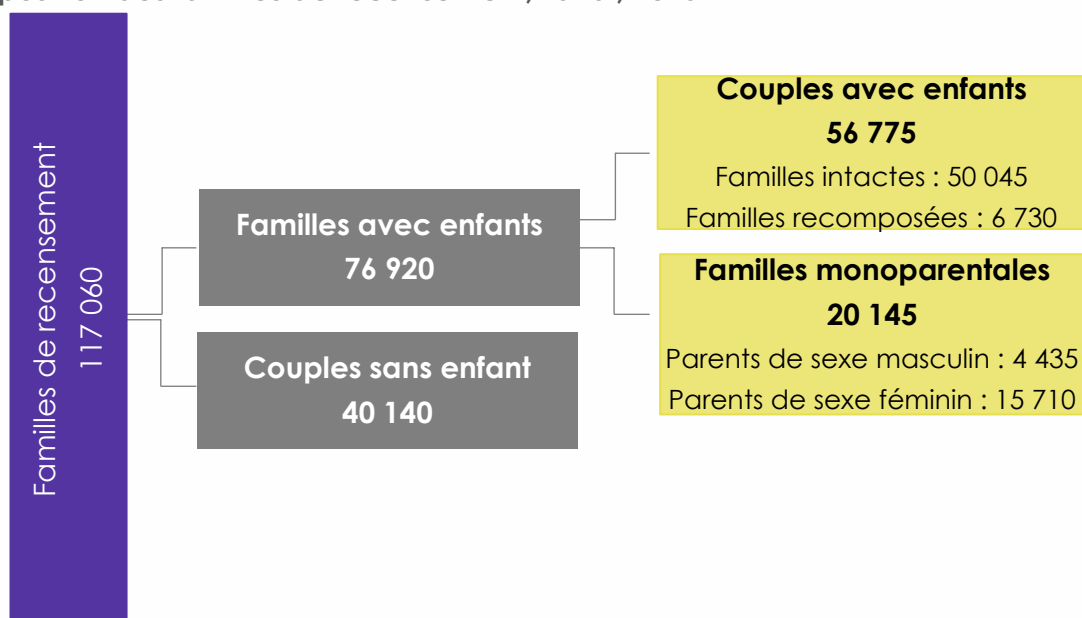 Familles de recensement
117 060
Familles avec enfants
76 920
Couples sans enfant
40 140
Couples avec enfants
56 775
Familles intactes : 50 045
Familles recomposées : 6 730
Familles monoparentales
20 145
Parents de sexe masculin : 4 435
Parents de sexe féminin : 15 710